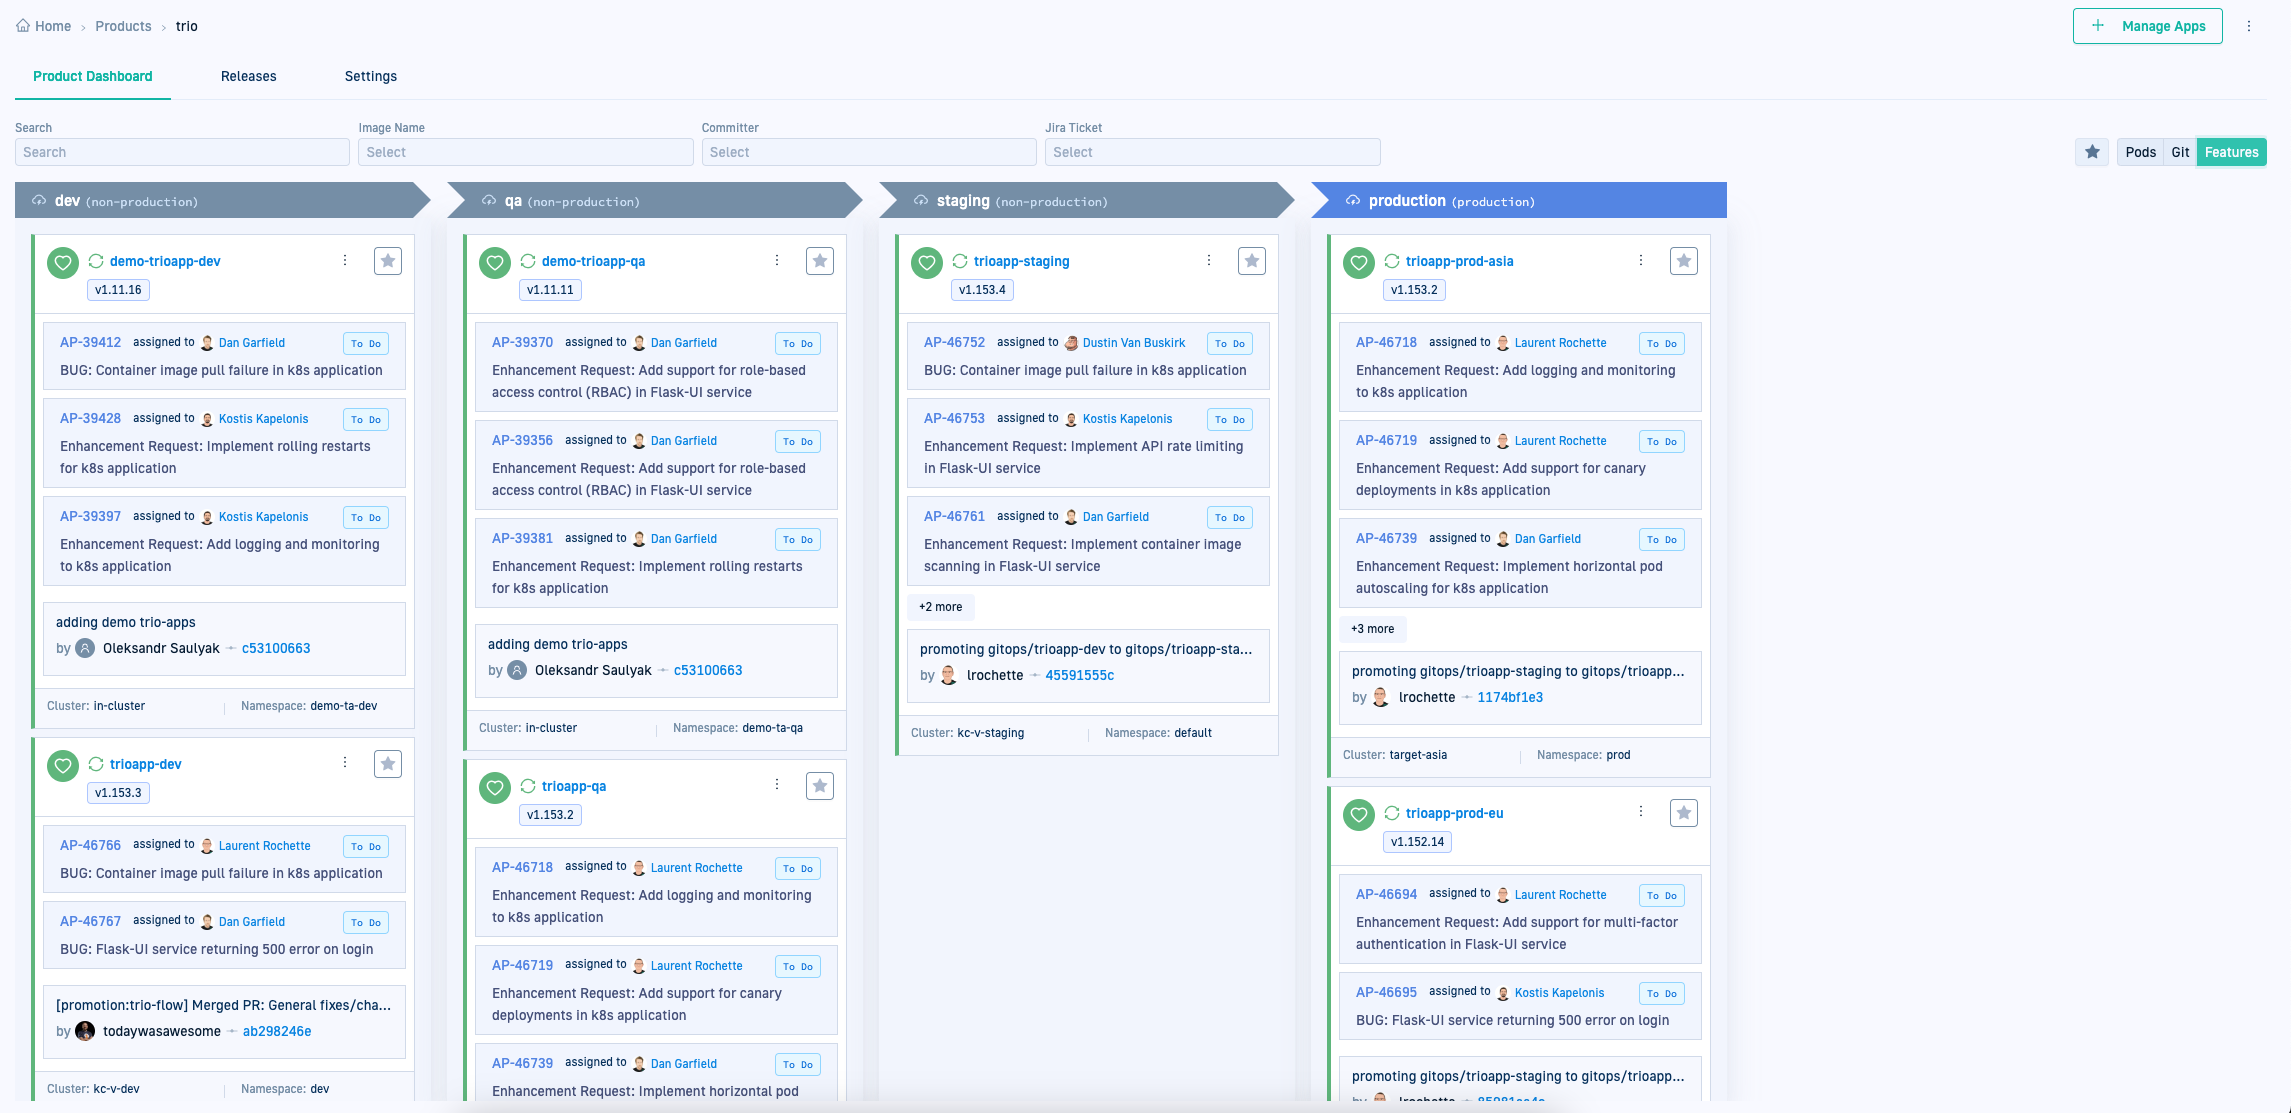 Home › Products › trio
Manage Apps
Product Dashboard
Releases
Settings
Search
Image Name
Committer
Jira Ticket
Search
Select
Select
Select
Pods
Git
Features
dev (non-production)
demo-trioapp-dev
v1.11.16
AP-39412 assigned to Dan Garfield To Do
BUG: Container image pull failure in k8s application
AP-39428 assigned to Kostis Kapelonis To Do
Enhancement Request: Implement rolling restarts
for k8s application
AP-39397 assigned to Kostis Kapelonis To Do
Enhancement Request: Add logging and monitoring
to k8s application
adding demo trio-apps
by Oleksandr Saulyak c53100663
Cluster: in-cluster
Namespace: demo-ta-dev
trioapp-dev
v1.153.3
AP-46766 assigned to Laurent Rochette To Do
BUG: Container image pull failure in k8s application
AP-46767 assigned to Dan Garfield To Do
BUG: Flask-UI service returning 500 error on login
[promotion:trio-flow] Merged PR: General fixes/cha...
by todaywasawesome ab298246e
Cluster: kc-v-dev
Namespace: dev
qa (non-production)
demo-trioapp-qa
v1.11.11
AP-39370 assigned to Dan Garfield To Do
Enhancement Request: Add support for role-based
access control (RBAC) in Flask-UI service
AP-39356 assigned to Dan Garfield To Do
Enhancement Request: Add support for role-based
access control (RBAC) in Flask-UI service
AP-39381 assigned to Dan Garfield To Do
Enhancement Request: Implement rolling restarts
for k8s application
adding demo trio-apps
by Oleksandr Saulyak c53100663
Cluster: in-cluster
Namespace: demo-ta-qa
trioapp-qa
v1.153.2
AP-46718 assigned to Laurent Rochette To Do
Enhancement Request: Add logging and monitoring
to k8s application
AP-46719 assigned to Laurent Rochette To Do
Enhancement Request: Add support for canary
deployments in k8s application
AP-46739 assigned to Dan Garfield To Do
Enhancement Request: Implement horizontal pod
staging (non-production)
trioapp-staging
v1.153.4
AP-46752 assigned to Dustin Van Buskirk To Do
BUG: Container image pull failure in k8s application
AP-46753 assigned to Kostis Kapelonis To Do
Enhancement Request: Implement API rate limiting
in Flask-UI service
AP-46761 assigned to Dan Garfield To Do
Enhancement Request: Implement container image
scanning in Flask-UI service
+2 more
promoting gitops/trioapp-dev to gitops/trioapp-sta...
by lrochette 45591555c
Cluster: kc-v-staging
Namespace: default
production (production)
trioapp-prod-asia
v1.153.2
AP-46718 assigned to Laurent Rochette To Do
Enhancement Request: Add logging and monitoring
to k8s application
AP-46719 assigned to Laurent Rochette To Do
Enhancement Request: Add support for canary
deployments in k8s application
AP-46739 assigned to Dan Garfield To Do
Enhancement Request: Implement horizontal pod
autoscaling for k8s application
+3 more
promoting gitops/trioapp-staging to gitops/trioapp...
by lrochette 1174bf1e3
Cluster: target-asia
Namespace: prod
trioapp-prod-eu
v1.152.14
AP-46694 assigned to Laurent Rochette To Do
Enhancement Request: Add support for multi-factor
authentication in Flask-UI service
AP-46695 assigned to Kostis Kapelonis To Do
BUG: Flask-UI service returning 500 error on login
promoting gitops/trioapp-staging to gitops/trioapp...
by lrochette